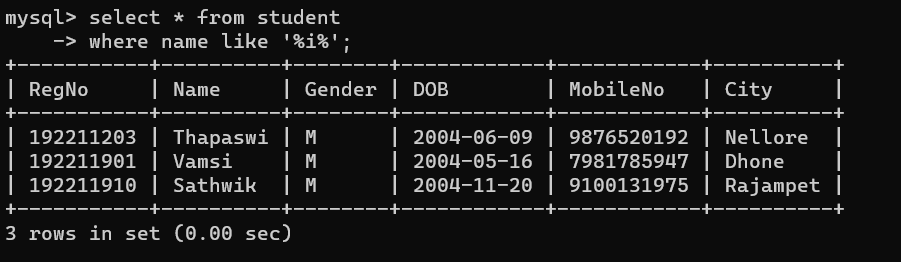 mysql> select * from student
    -> where name like '%i%';
+-----------+----------+--------+------------+------------+----------+
| RegNo     | Name     | Gender | DOB        | MobileNo   | City     |
+-----------+----------+--------+------------+------------+----------+
| 192211203 | Thapaswi | M      | 2004-06-09 | 9876520192 | Nellore  |
| 192211901 | Vamsi    | M      | 2004-05-16 | 7981785947 | Dhone    |
| 192211910 | Sathwik  | M      | 2004-11-20 | 9100131975 | Rajampet |
+-----------+----------+--------+------------+------------+----------+
3 rows in set (0.00 sec)